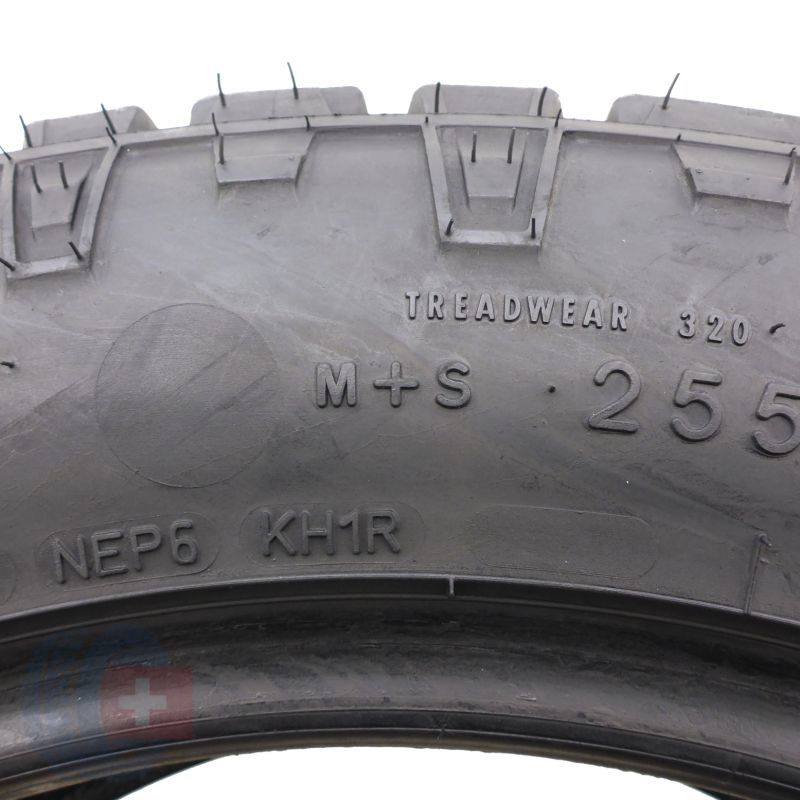 TREADWEAR 320
M+S 255
NEP6 KH1R